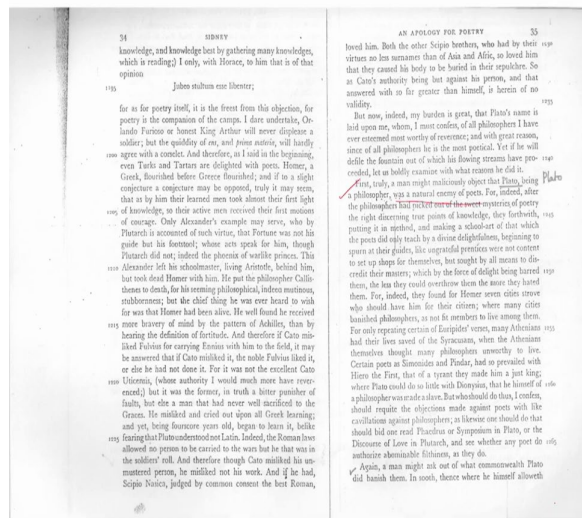 34 SIDNEY
knowledge, and knowledge best by gathering many knowledges,
which is reading;) I only, with Horace, to him that is of that
opinion
1195 Jubeo stultum esse libenter;
for as for poetry itself, it is the freest from this objection, for
poetry is the companion of the camps. I dare undertake, Or-
lando Furioso or honest King Arthur will never displease a
soldier; but the quiddity of ens, and prima materia, will hardly
1200 agree with a corselet. And therefore, as I said in the beginning,
even Turks and Tartars are delighted with poets. Homer, a
Greek, flourished before Greece flourished; and if to a slight
conjecture a conjecture may be opposed, truly it may seem,
that as by him their learned men took almost their first light
1205 of knowledge, so their active men received their first motions
of courage. Only Alexander's example may serve, who by
Plutarch is accounted of such virtue, that Fortune was not his
guide but his footstool; whose acts speak for him, though
Plutarch did not; indeed the phoenix of warlike princes. This
1210 Alexander left his schoolmaster, living Aristotle, behind him,
but took dead Homer with him. He put the philosopher Callis-
thenes to death, for his seeming philosophical, indeed mutinous,
stubbornness; but the chief thing he was ever heard to wish
for was that Homer had been alive. He well found he received
1215 more bravery of mind by the pattern of Achilles, than by
hearing the definition of fortitude. And therefore if Cato mis-
liked Fulvius for carrying Ennius with him to the field, it may
be answered that if Cato misliked it, the noble Fulvius liked it,
or else he had not done it. For it was not the excellent Cato
1220 Uticensis, (whose authority I would much more have rever-
enced;) but it was the former, in truth a bitter punisher of
faults, but else a man that had never well sacrificed to the
Graces. He misliked and cried out upon all Greek learning;
and yet, being fourscore years old, began to learn it, belike
1225 fearing that Pluto understood not Latin. Indeed, the Roman laws
allowed no person to be carried to the wars but he that was in
the soldiers' roll. And therefore though Cato misliked his un-
mustered person, he misliked not his work. And if he had,
Scipio Nasica, judged by common consent the best Roman,
AN APOLOGY FOR POETRY 35
loved him. Both the other Scipio brothers, who had by their 1230
virtues no less surnames than of Asia and Afric, so loved him
that they caused his body to be buried in their sepulchre. So
as Cato's authority being but against his person, and that
answered with so far greater than himself, is herein of no
validity. 1235
But now, indeed, my burden is great, that Plato's name is
laid upon me, whom, I must confess, of all philosophers I have
ever esteemed most worthy of reverence; and with great reason,
since of all philosophers he is the most poetical. Yet if he will
defile the fountain out of which his flowing streams have pro- 1240
ceeded, let us boldly examine with what reason he did it.
First, truly, a man might maliciously object that Plato, being Plato
a philosopher, was a natural enemy of poets. For, indeed, after
the philosophers had picked out of the sweet mysteries of poetry
the right discerning true points of knowledge, they forthwith, 1245
putting it in method, and making a school-art of that which
the poets did only teach by a divine delightfulness, beginning to
spurn at their guides, like ungrateful prentices were not content
to set up shops for themselves, but sought by all means to dis-
credit their masters; which by the force of delight being barred 1250
them, the less they could overthrow them the more they hated
them. For, indeed, they found for Homer seven cities strove
who should have him for their citizen; where many cities
banished philosophers, as not fit members to live among them.
For only repeating certain of Euripides' verses, many Athenians 1255
had their lives saved of the Syracusans, when the Athenians
themselves thought many philosophers unworthy to live.
Certain poets as Simonides and Pindar, had so prevailed with
Hiero the First, that of a tyrant they made him a just king;
where Plato could do so little with Dionysius, that he himself of 1260
a philosopher was made a slave. But who should do thus, I confess,
should requite the objections made against poets with like
cavillations against philosophers; as likewise one should do that
should bid one read Phaedrus or Symposium in Plato, or the
Discourse of Love in Plutarch, and see whether any poet do 1265
authorize abominable filthiness, as they do.
Again, a man might ask out of what commonwealth Plato
did banish them. In sooth, thence where he himself alloweth